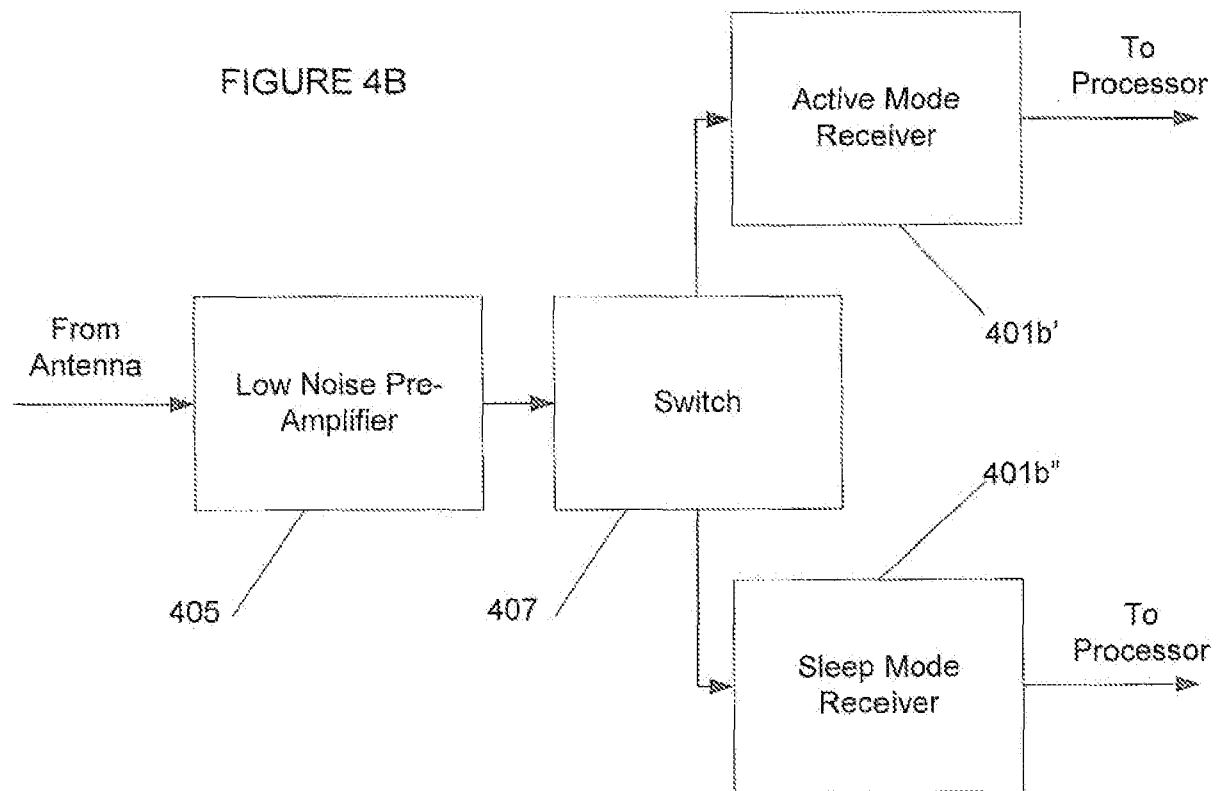 FIGURE 4B
Active Mode
Receiver
To
Processor
401b'
From
Antenna
Low Noise Pre-
Amplifier
Switch
405
407
401b"
Sleep Mode
Receiver
To
Processor